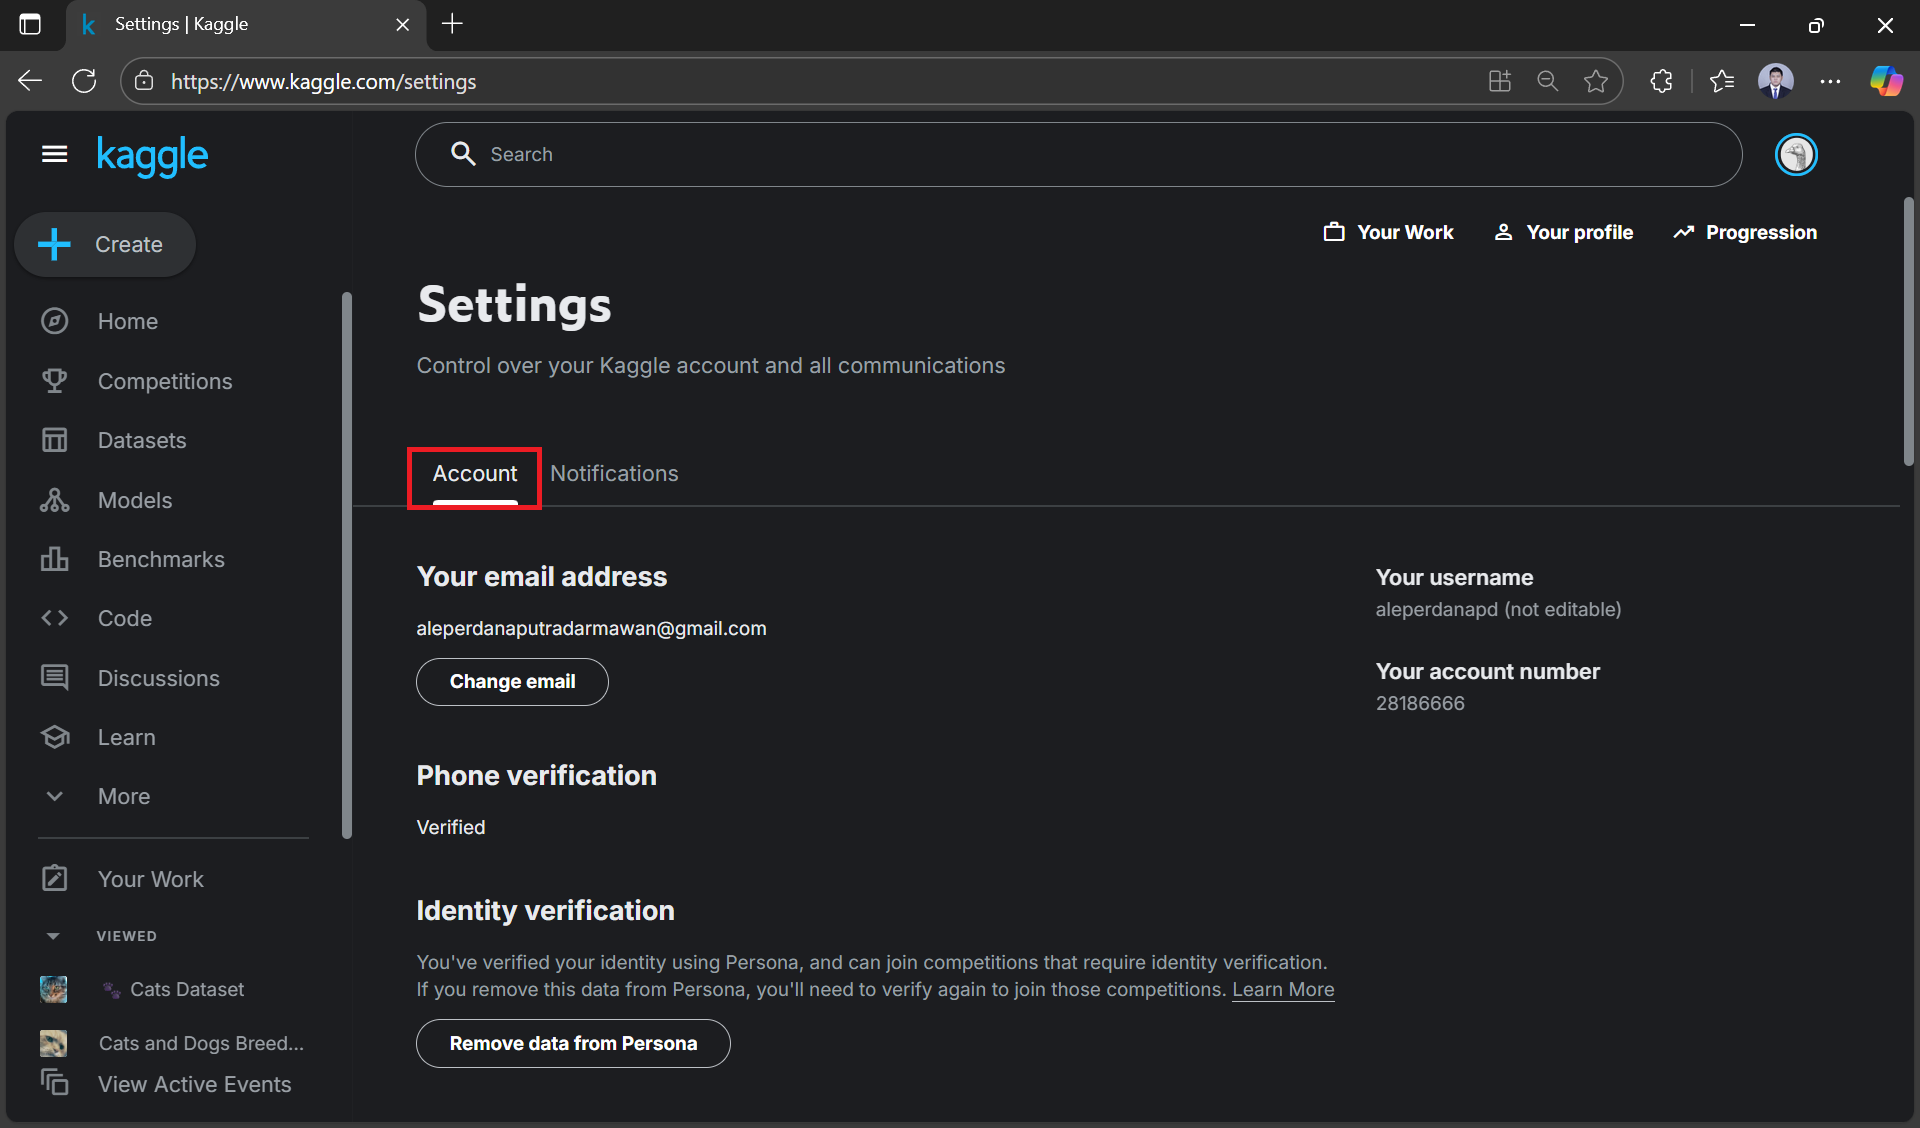 Settings | Kaggle
https://www.kaggle.com/settings
kaggle
Search
Create
Your Work
Your profile
Progression
Home
Competitions
Datasets
Models
Benchmarks
Code
Discussions
Learn
More
Your Work
VIEWED
Cats Dataset
Cats and Dogs Breed...
View Active Events
Settings
Control over your Kaggle account and all communications
Account
Notifications
Your email address
aleperdanaputradarmawan@gmail.com
Change email
Your username
aleperdanapd (not editable)
Your account number
28186666
Phone verification
Verified
Identity verification
You've verified your identity using Persona, and can join competitions that require identity verification.
If you remove this data from Persona, you'll need to verify again to join those competitions. Learn More
Remove data from Persona